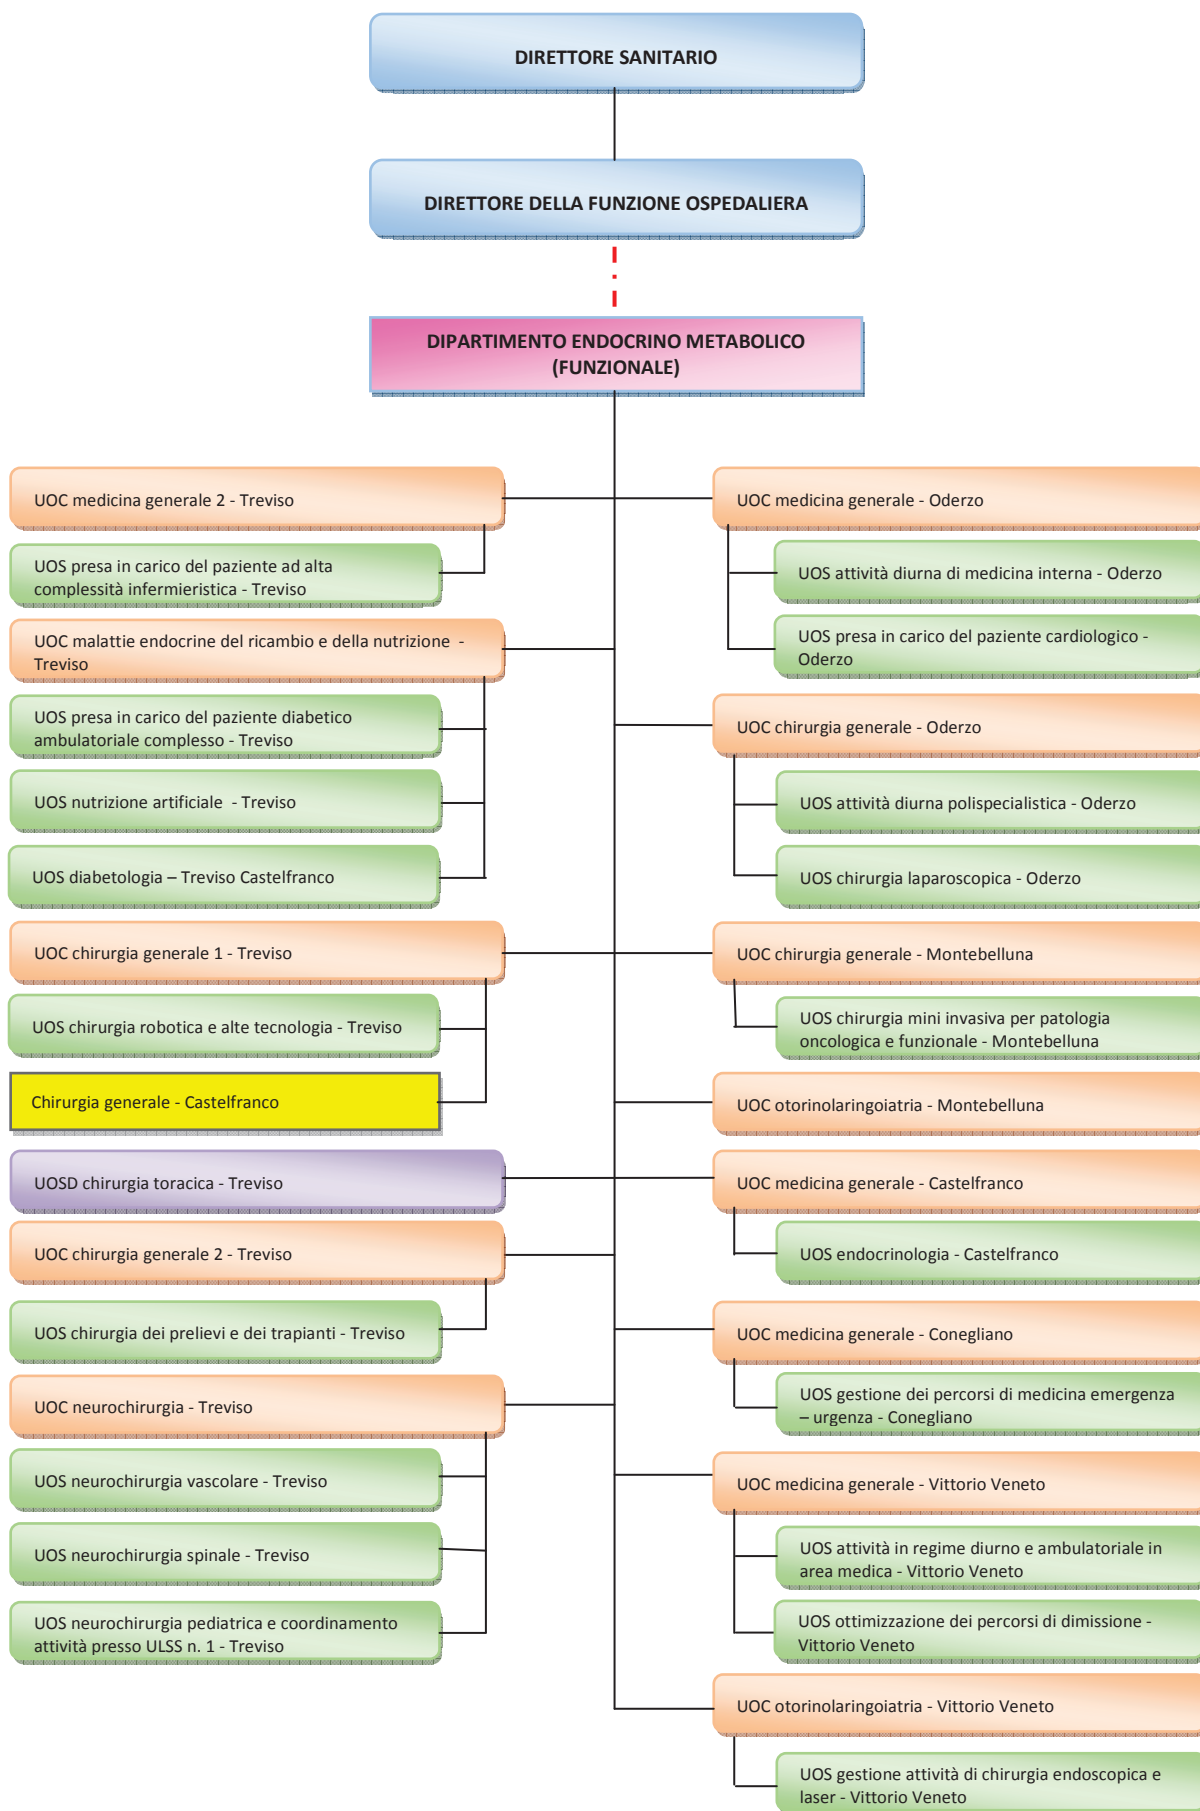 DIRETTORE SANITARIO
DIRETTORE DELLA FUNZIONE OSPEDALIERA
DIPARTIMENTO ENDOCRINO METABOLICO
(FUNZIONALE)
UOC medicina generale 2 - Treviso
UOS presa in carico del paziente ad alta
complessità infermieristica - Treviso
UOC malattie endocrine del ricambio e della nutrizione -
Treviso
UOS presa in carico del paziente diabetico
ambulatoriale complesso - Treviso
UOS nutrizione artificiale - Treviso
UOS diabetologia – Treviso Castelfranco
UOC chirurgia generale 1 - Treviso
UOS chirurgia robotica e alte tecnologia - Treviso
Chirurgia generale - Castelfranco
UOSD chirurgia toracica - Treviso
UOC chirurgia generale 2 - Treviso
UOS chirurgia dei prelievi e dei trapianti - Treviso
UOC neurochirurgia - Treviso
UOS neurochirurgia vascolare - Treviso
UOS neurochirurgia spinale - Treviso
UOS neurochirurgia pediatrica e coordinamento
attività presso ULSS n. 1 - Treviso
UOC medicina generale - Oderzo
UOS attività diurna di medicina interna - Oderzo
UOS presa in carico del paziente cardiologico -
Oderzo
UOC chirurgia generale - Oderzo
UOS attività diurna polispecialistica - Oderzo
UOS chirurgia laparoscopica - Oderzo
UOC chirurgia generale - Montebelluna
UOS chirurgia mini invasiva per patologia
oncologica e funzionale - Montebelluna
UOC otorinolaringoiatria - Montebelluna
UOC medicina generale - Castelfranco
UOS endocrinologia - Castelfranco
UOC medicina generale - Conegliano
UOS gestione dei percorsi di medicina emergenza
– urgenza - Conegliano
UOC medicina generale - Vittorio Veneto
UOS attività in regime diurno e ambulatoriale in
area medica - Vittorio Veneto
UOS ottimizzazione dei percorsi di dimissione -
Vittorio Veneto
UOC otorinolaringoiatria - Vittorio Veneto
UOS gestione attività di chirurgia endoscopica e
laser - Vittorio Veneto